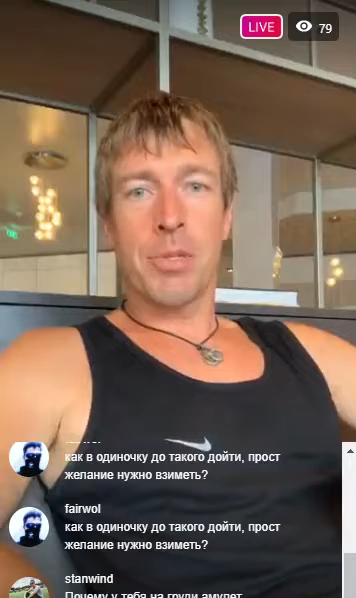 LIVE
79
как в одиночку до такого дойти, прост
желание нужно взиметь?
fairwol
как в одиночку до такого дойти, прост
желание нужно взиметь?
stanwind
Почему у тебя на груди амулет